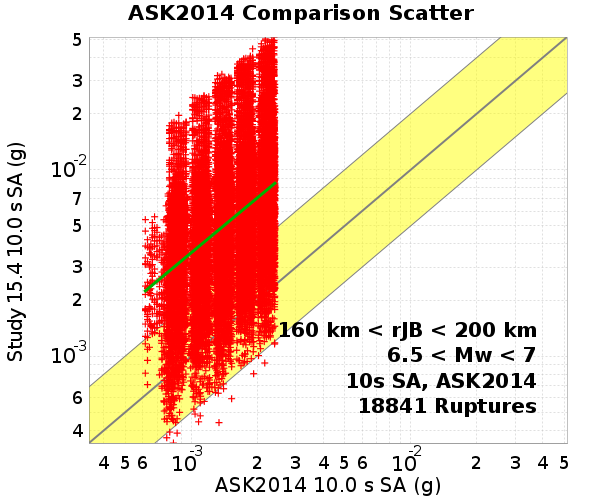 ASK2014 Comparison Scatter
5
3
2
10-2
7
5
3
2
10-3
6
4
Study 15.4 10.0 s SA (g)
160 km < rJB < 200 km
6.5 < Mw < 7
10s SA, ASK2014
18841 Ruptures
4 5 6 10-3 2 3 4 5 6 10-2 2 3 4 5
ASK2014 10.0 s SA (g)